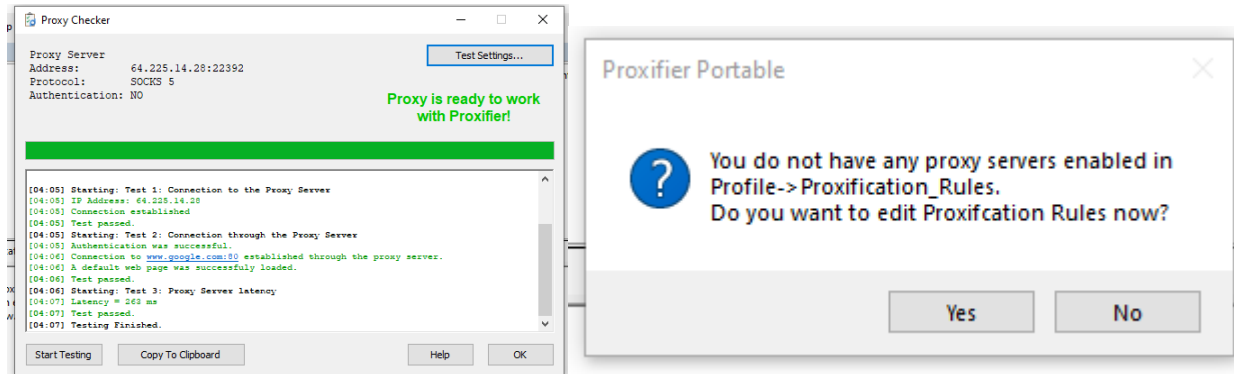 Proxy Checker
Proxy Server
Address: 64.225.14.28:22392
Protocol: SOCKS 5
Authentication: NO
Test Settings...
Proxy is ready to work
with Proxifier!
[04:05] Starting: Test 1: Connection to the Proxy Server
[04:05] IP Address: 64.225.14.28
[04:05] Connection established
[04:05] Test passed.
[04:05] Starting: Test 2: Connection through the Proxy Server
[04:05] Authentication was successful.
[04:06] Connection to www.google.com:80 established through the proxy server.
[04:06] A default web page was successfuly loaded.
[04:06] Test passed.
[04:06] Starting: Test 3: Proxy Server latency
[04:07] Latency = 263 ms
[04:07] Test passed.
[04:07] Testing Finished.
Start Testing
Copy To Clipboard
Help
OK
Proxifier Portable
You do not have any proxy servers enabled in
Profile->Proxification_Rules.
Do you want to edit Proxifcation Rules now?
Yes
No